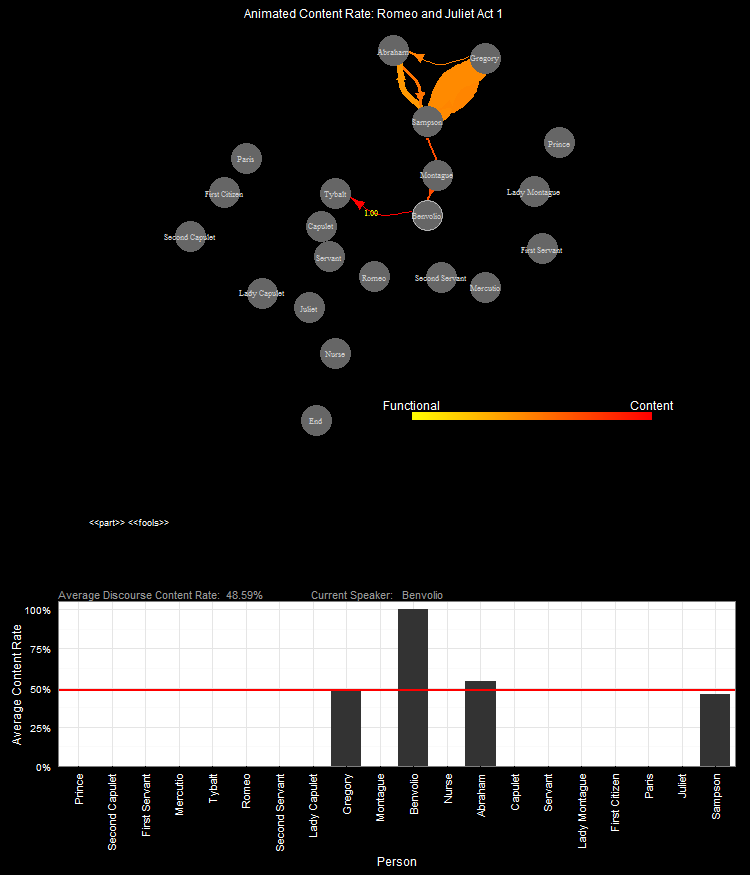 Animated Content Rate: Romeo and Juliet Act 1
Abraham
Gregory
Sampson
Prince
Paris
Montague
First Citizen
Tybalt
Lady Montague
1.00
Benvolio
Capulet
Second Capulet
First Servant
Servant
Romeo
Second Servant
Mercutio
Lady Capulet
Juliet
Nurse
Functional Content
End
<<part>> <<fools>>
Average Discourse Content Rate: 48.59% Current Speaker: Benvolio
100%
75%
50%
25%
0%
Average Content Rate
Prince
Second Capulet
First Servant
Mercutio
Tybalt
Romeo
Second Servant
Lady Capulet
Gregory
Montague
Benvolio
Nurse
Abraham
Capulet
Servant
Lady Montague
First Citizen
Paris
Juliet
Sampson
Person